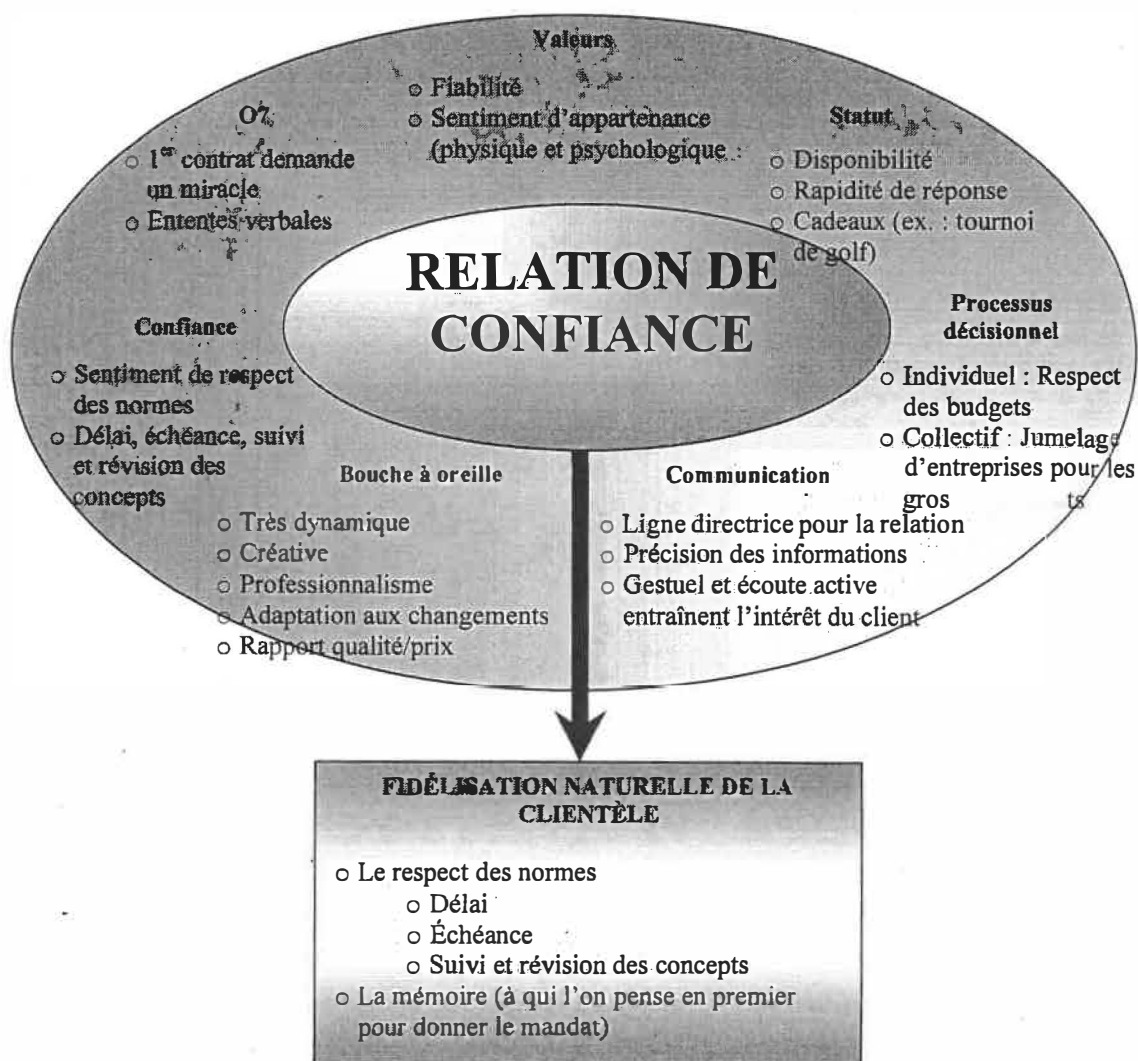 Valeurs
o Fiabilité
o Sentiment d'appartenance
(physique et psychologique :
O7
o 1er contrat demande
un miracle
o Ententes verbales
Statut
o Disponibilité
o Rapidité de réponse
o Cadeaux (ex. : tournoi
de golf)
RELATION DE
CONFIANCE
Confiance
o Sentiment de respect
des normes
o Délai, échéance, suivi
et révision des
concepts
Processus
décisionnel
o Individuel : Respect
des budgets
o Collectif : Jumelage
d'entreprises pour les
gros ts
Bouche à oreille
o Très dynamique
o Créative
o Professionnalisme
o Adaptation aux changements
o Rapport qualité/prix
Communication
o Ligne directrice pour la relation
o Précision des informations
o Gestuel et écoute active
entraînent l'intérêt du client
FIDÉLISATION NATURELLE DE LA
CLIENTÈLE
o Le respect des normes
o Délai
o Échéance
o Suivi et révision des concepts
o La mémoire (à qui l'on pense en premier
pour donner le mandat)